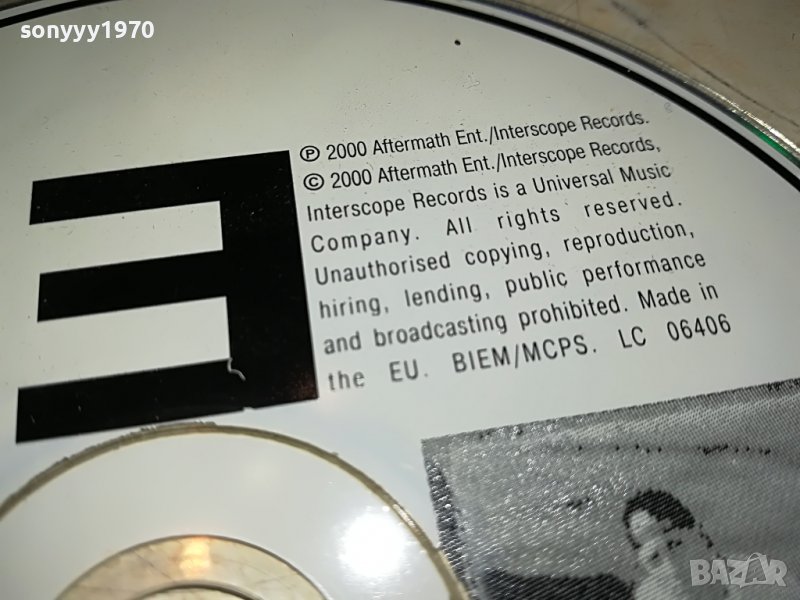 sonyyy1970
Ǝ
℗ 2000 Aftermath Ent./Interscope Records.
© 2000 Aftermath Ent./Interscope Records,
Interscope Records is a Universal Music
Company. All rights reserved.
Unauthorised copying, reproduction,
hiring, lending, public performance
and broadcasting prohibited. Made in
the EU. BIEM/MCPS. LC 06406
BAZAR